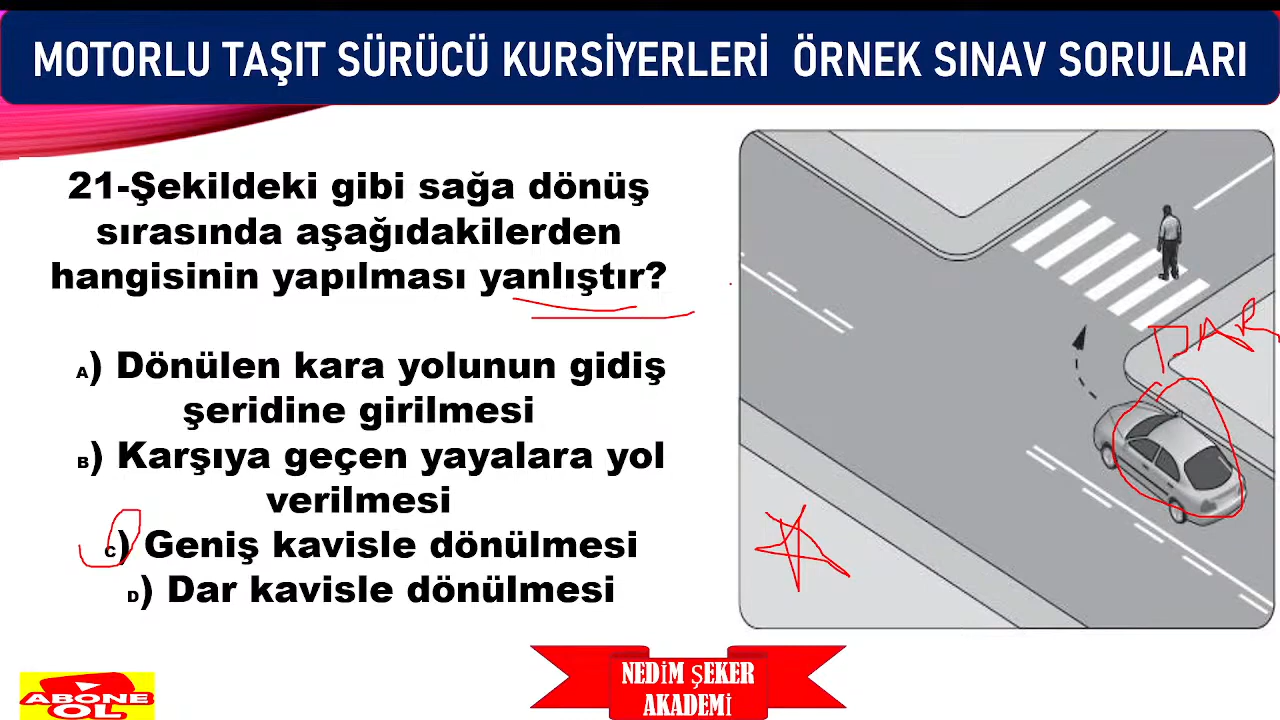 MOTORLU TAŞIT SÜRÜCÜ KURSİYERLERİ ÖRNEK SINAV SORULARI
21-Şekildeki gibi sağa dönüş
sırasında aşağıdakilerden
hangisinin yapılması yanlıştır?
A) Dönülen kara yolunun gidiş
şeridine girilmesi
B) Karşıya geçen yayalara yol
verilmesi
C) Geniş kavisle dönülmesi
D) Dar kavisle dönülmesi
DAR
NEDİM ŞEKER
AKADEMİ
ABONE
OL